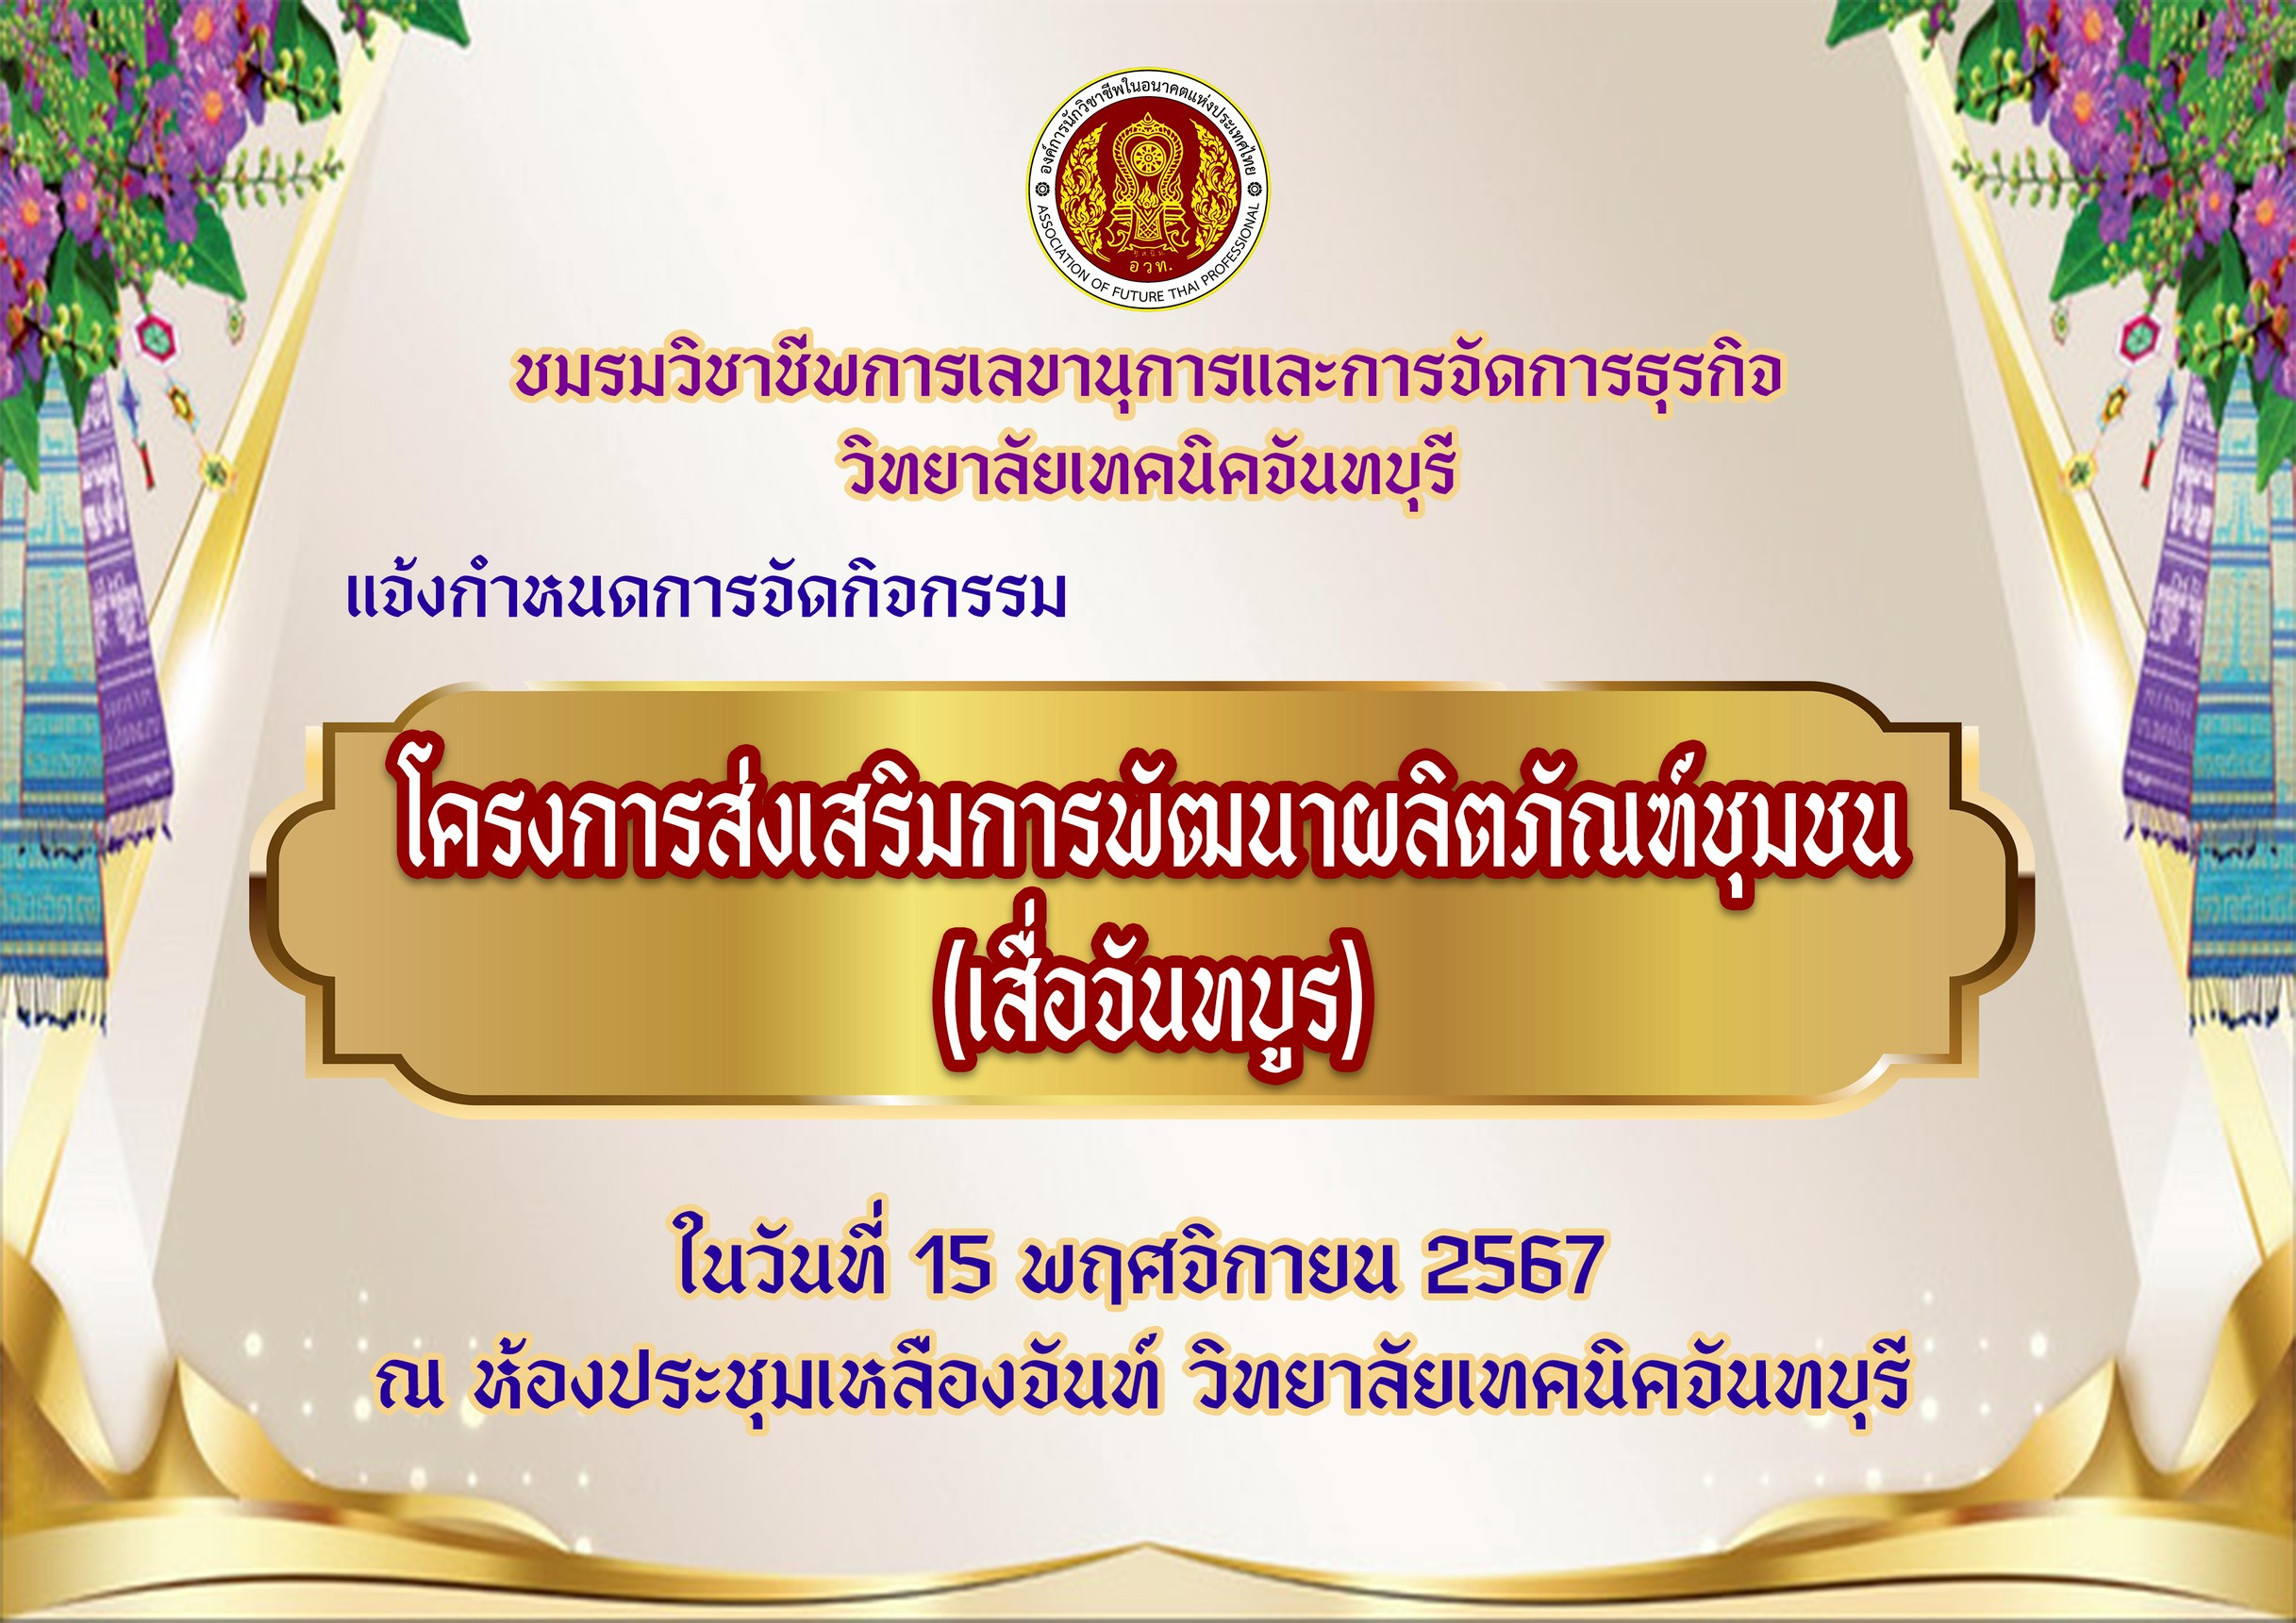 องค์การนักวิชาชีพในอนาคตแห่งประเทศไทย
อวท.
ASSOCIATION OF FUTURE THAI PROFESSIONAL
ชมรมวิชาชีพการเลขานุการและการจัดการธุรกิจ
วิทยาลัยเทคนิคจันทบุรี
แจ้งกำหนดการจัดกิจกรรม
โครงการส่งเสริมการพัฒนาผลิตภัณฑ์ชุมชน
(เสื่อจันทบูร)
ในวันที่ 15 พฤศจิกายน 2567
ณ ห้องประชุมเหลืองจันท์ วิทยาลัยเทคนิคจันทบุรี